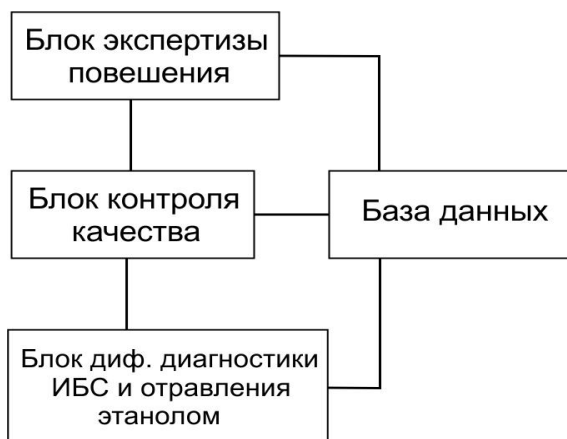 Блок экспертизы
повешения
Блок контроля
качества
База данных
Блок диф. диагностики
ИБС и отравления
этанолом